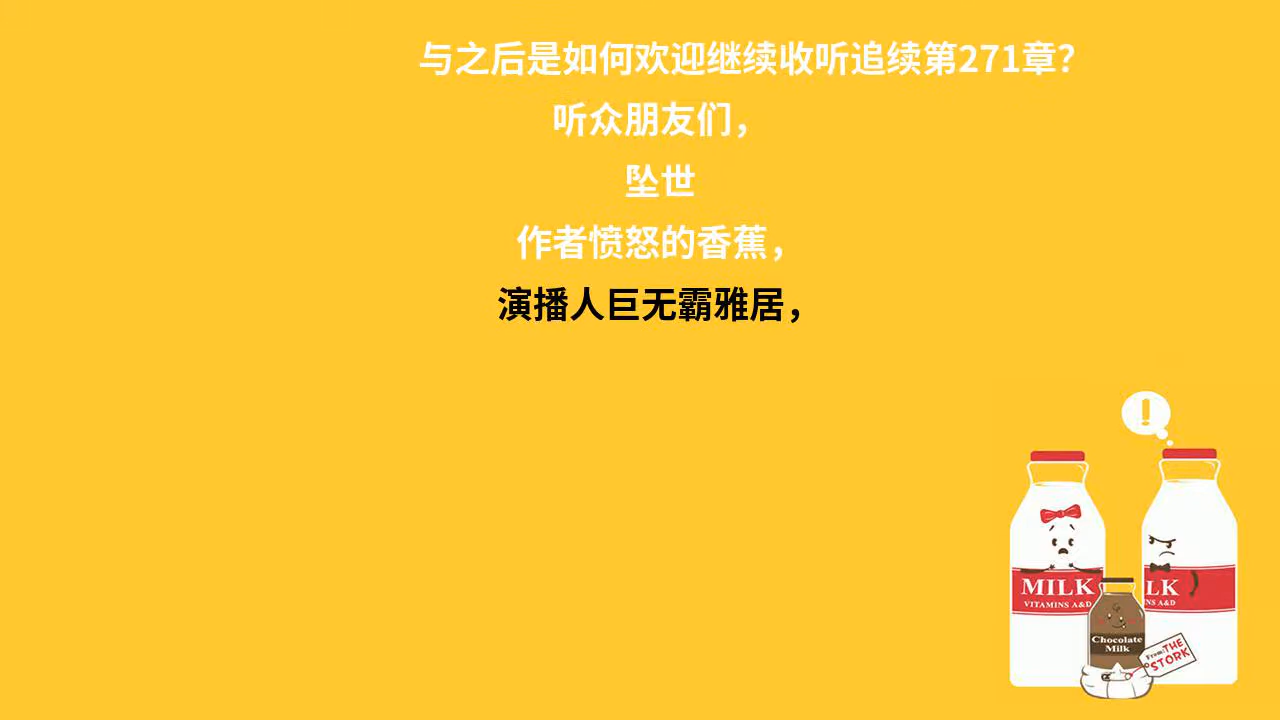 与之后是如何欢迎继续收听追续第271章？
听众朋友们，
坠世
作者愤怒的香蕉，
演播人巨无霸雅居，
!
MILK
VITAMINS A&D
LK
NS A&D
Chocolate
Milk
From: THE
STORK